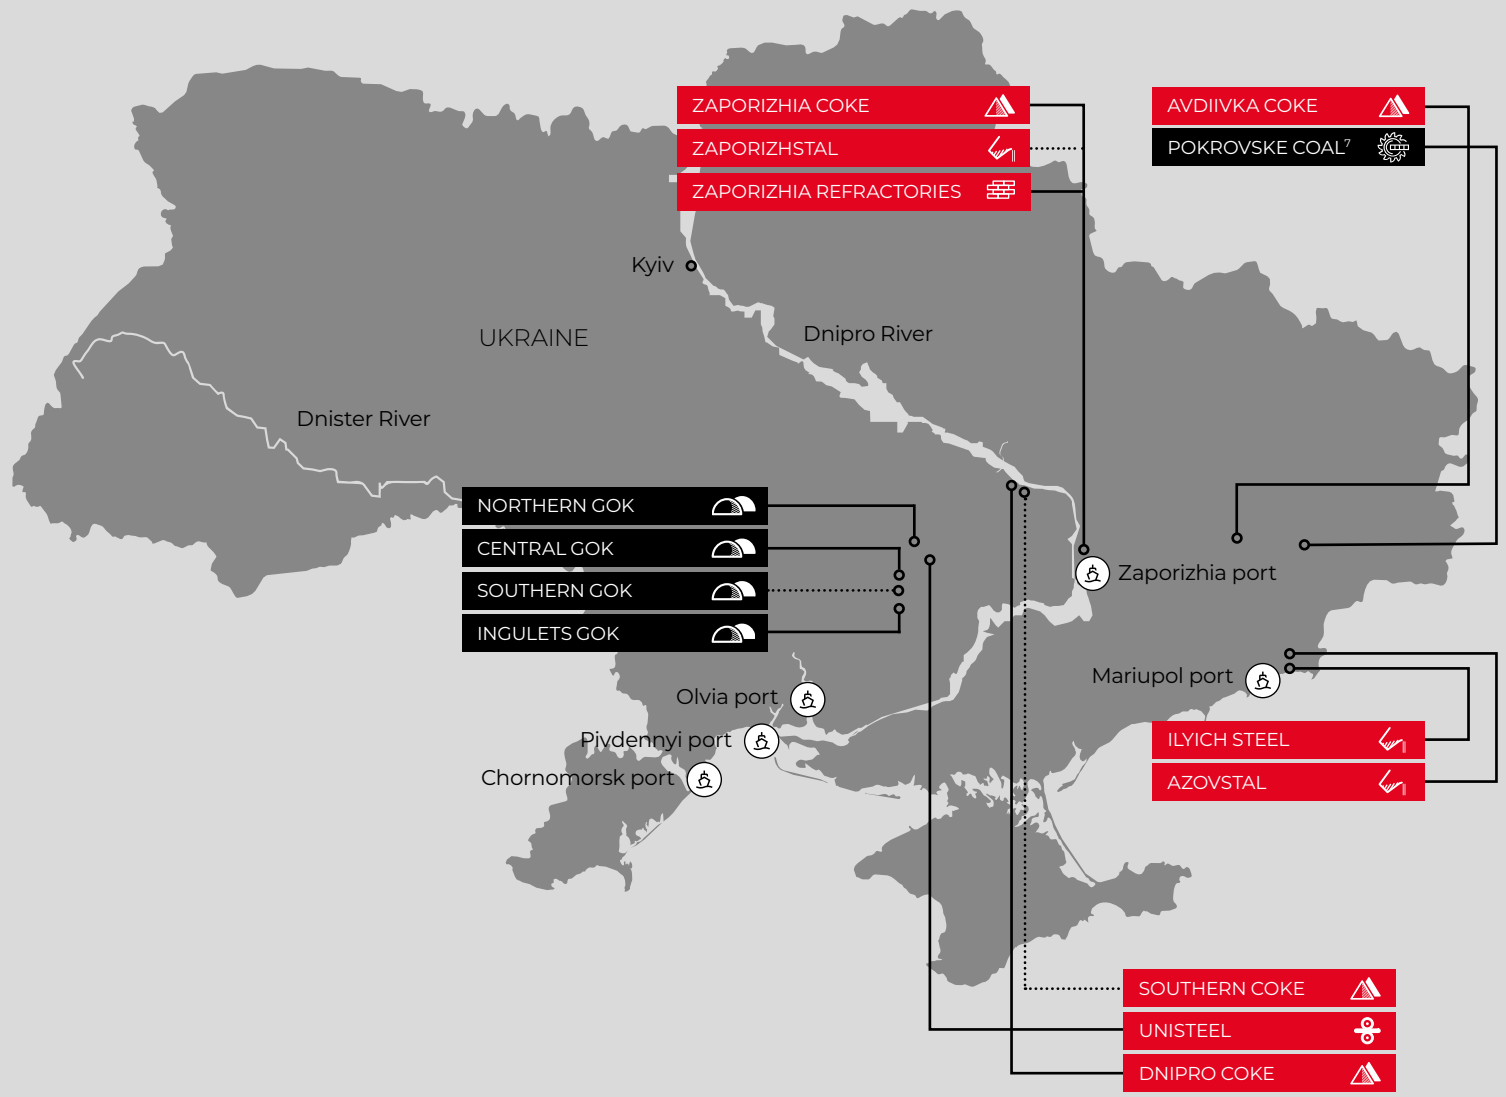 ZAPORIZHIA COKE
ZAPORIZHSTAL
ZAPORIZHIA REFRACTORIES
AVDIIVKA COKE
POKROVSKE COAL⁷
Kyiv
UKRAINE
Dnipro River
Dnister River
NORTHERN GOK
CENTRAL GOK
SOUTHERN GOK
INGULETS GOK
Zaporizhia port
Mariupol port
Olvia port
Pivdennyi port
Chornomorsk port
ILYICH STEEL
AZOVSTAL
SOUTHERN COKE
UNISTEEL
DNIPRO COKE